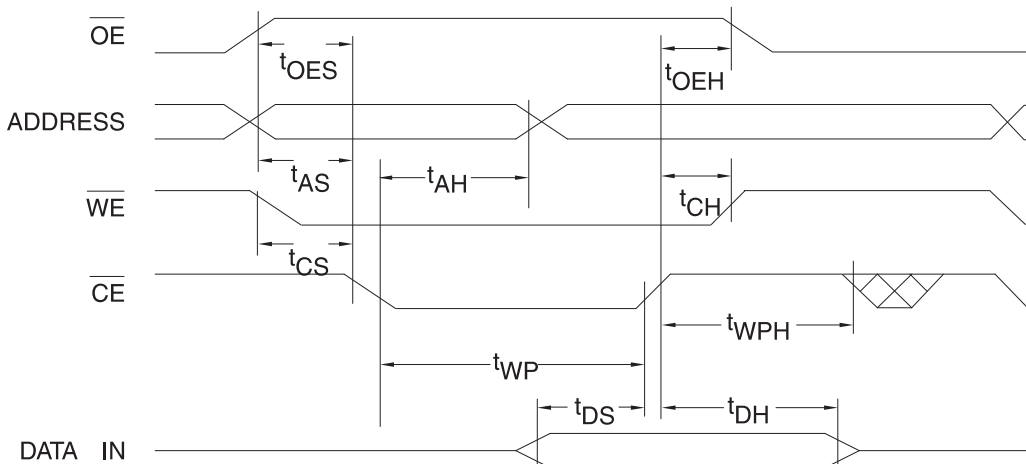 OE
tOES
tOEH
ADDRESS
tAS
tAH
WE
tCH
tCS
CE
tWPH
tWP
tDS
tDH
DATA IN